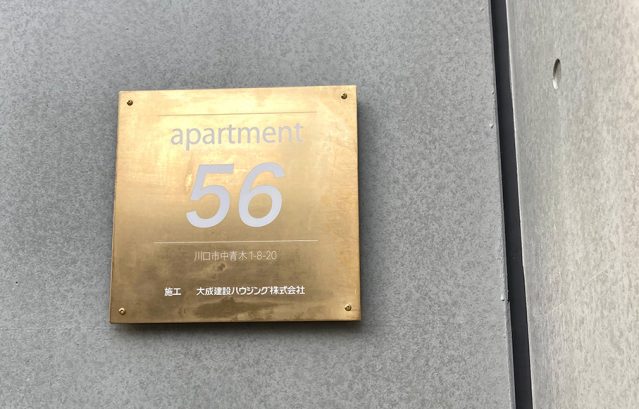 apartment
56
川口市中青木1-8-20
施工 大成建設ハウジング株式会社